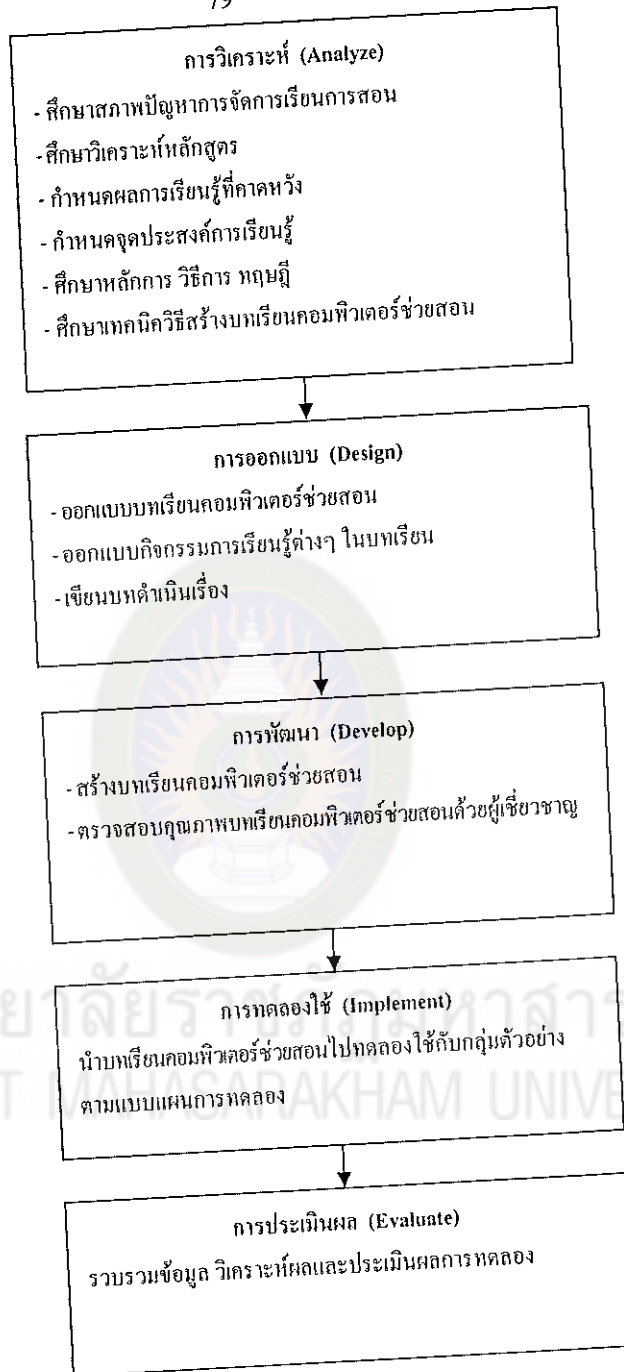 79
การวิเคราะห์ (Analyze)
- ศึกษาสภาพปัญหาการจัดการเรียนการสอน
-ศึกษาวิเคราะห์หลักสูตร
- กำหนดผลการเรียนรู้ที่คาดหวัง
- กำหนดจุดประสงค์การเรียนรู้
- ศึกษาหลักการ วิธีการ ทฤษฎี
- ศึกษาเทคนิควิธีสร้างบทเรียนคอมพิวเตอร์ช่วยสอน
การออกแบบ (Design)
- ออกแบบบทเรียนคอมพิวเตอร์ช่วยสอน
- ออกแบบกิจกรรมการเรียนรู้ต่างๆ ในบทเรียน
- เขียนบทดำเนินเรื่อง
การพัฒนา (Develop)
- สร้างบทเรียนคอมพิวเตอร์ช่วยสอน
- ตรวจสอบคุณภาพบทเรียนคอมพิวเตอร์ช่วยสอนด้วยผู้เชี่ยวชาญ
การทดลองใช้ (Implement)
นำบทเรียนคอมพิวเตอร์ช่วยสอนไปทดลองใช้กับกลุ่มตัวอย่าง
ตามแบบแผนการทดลอง
MAHASARAKHAM
การประเมินผล (Evaluate)
รวบรวมข้อมูล วิเคราะห์ผลและประเมินผลการทดลอง